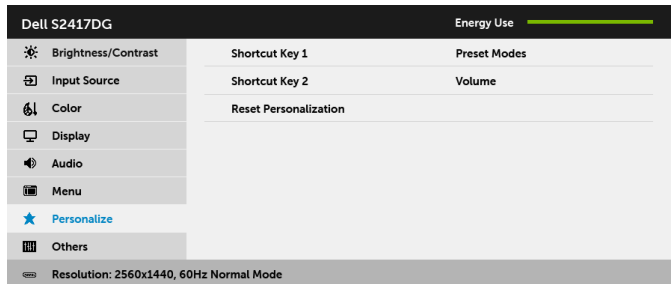 Dell S2417DG Energy Use
Brightness/Contrast Shortcut Key 1 Preset Modes
Input Source Shortcut Key 2 Volume
Color Reset Personalization
Display
Audio
Menu
Personalize
Others
Resolution: 2560x1440, 60Hz Normal Mode